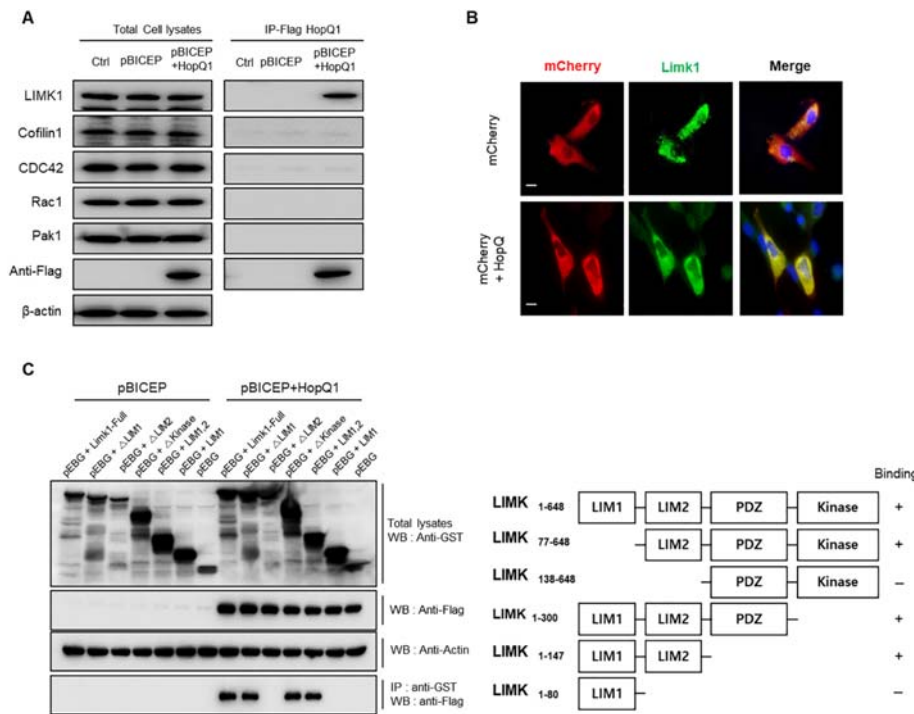 A
Total Cell lysates
IP-Flag HopQ1
Ctrl pBICEP pBICEP +HopQ1
Ctrl pBICEP pBICEP +HopQ1
LIMK1
Cofilin1
CDC42
Rac1
Pak1
Anti-Flag
β-actin
B
mCherry Limk1 Merge
mCherry
mCherry + HopQ
C
pBICEP
pBICEP+HopQ1
pEBG + Limk1-Full
pEBG + △LIM1
pEBG + △LIM2
pEBG + △Kinase
pEBG + LIM1,2
pEBG + LIM1
pEBG
pEBG + Limk1-Full
pEBG + △LIM1
pEBG + △LIM2
pEBG + △Kinase
pEBG + LIM1,2
pEBG + LIM1
pEBG
Total lysates
WB : Anti-GST
WB : Anti-Flag
WB : Anti-Actin
IP : anti-GST
WB : anti-Flag
Binding
LIMK 1-648 LIM1 LIM2 PDZ Kinase +
LIMK 77-648 LIM2 PDZ Kinase +
LIMK 138-648 PDZ Kinase −
LIMK 1-300 LIM1 LIM2 PDZ +
LIMK 1-147 LIM1 LIM2 +
LIMK 1-80 LIM1 −